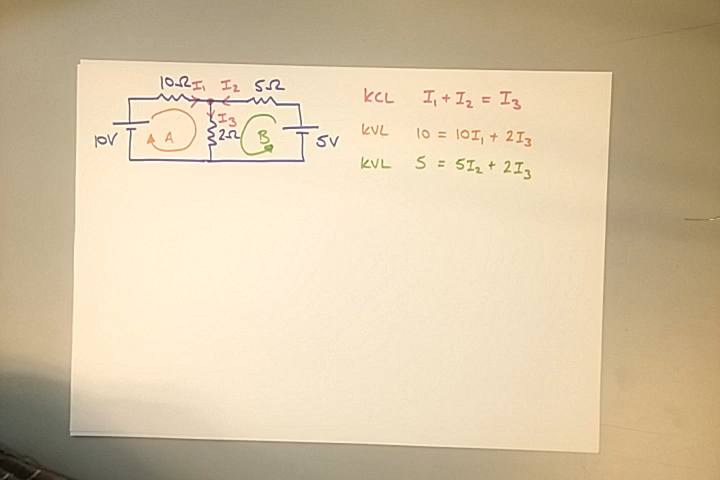 10Ω I₁ I₂ 5Ω
10V A I₃ 2Ω B 5V
KCL I₁ + I₂ = I₃
KVL 10 = 10I₁ + 2I₃
KVL 5 = 5I₂ + 2I₃